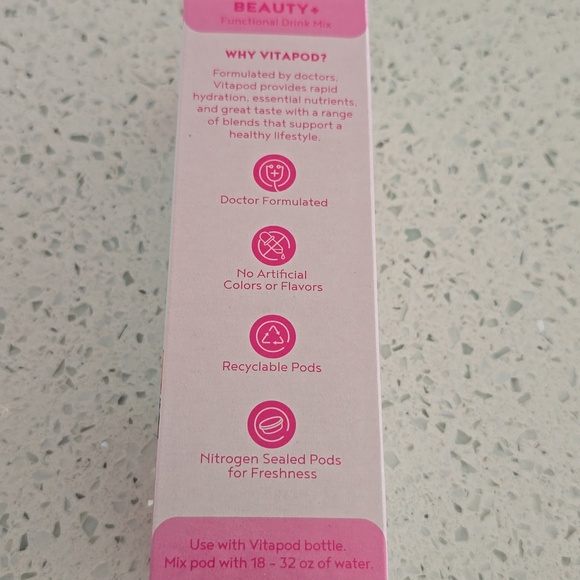 BEAUTY+
Functional Drink Mix
WHY VITAPOD?
Formulated by doctors,
Vitapod provides rapid
hydration, essential nutrients,
and great taste with a range
of blends that support a
healthy lifestyle.
Doctor Formulated
No Artificial
Colors or Flavors
Recyclable Pods
Nitrogen Sealed Pods
for Freshness
Use with Vitapod bottle.
Mix pod with 18 - 32 oz of water.